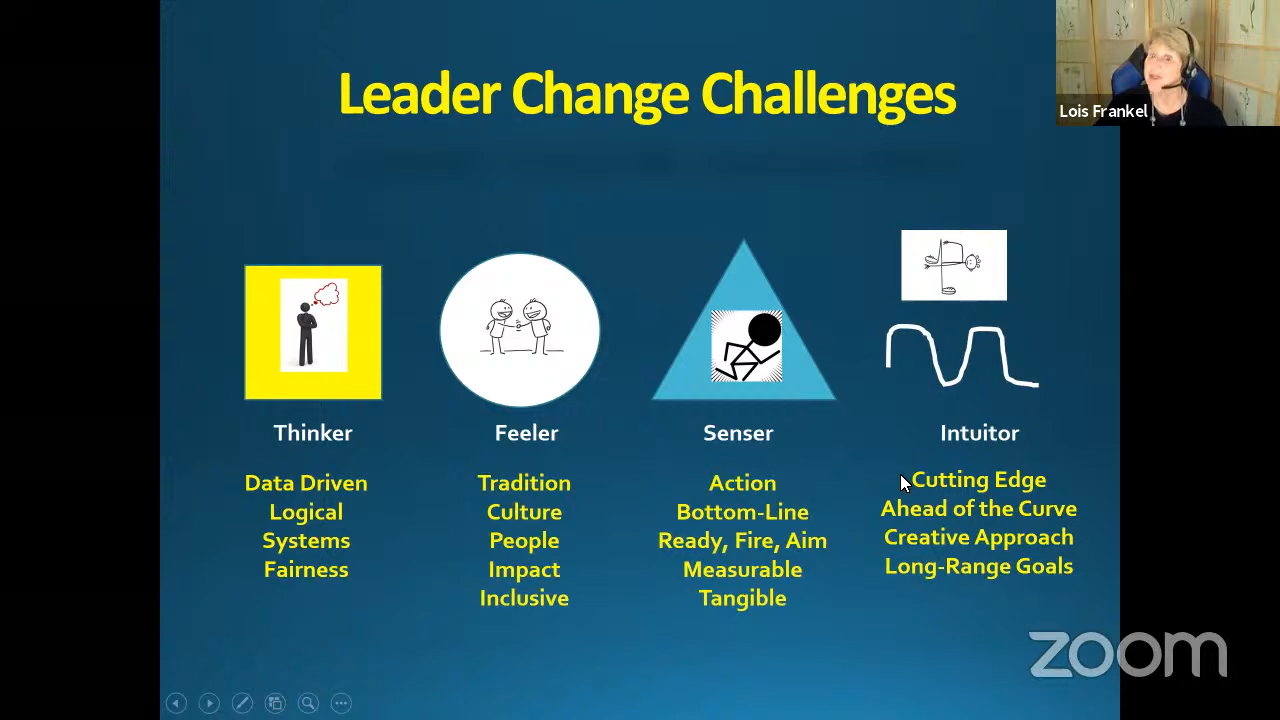 Leader Change Challenges
Lois Frankel
Thinker
Data Driven
Logical
Systems
Fairness
Feeler
Tradition
Culture
People
Impact
Inclusive
Senser
Action
Bottom-Line
Ready, Fire, Aim
Measurable
Tangible
Intuitor
Cutting Edge
Ahead of the Curve
Creative Approach
Long-Range Goals
zoom